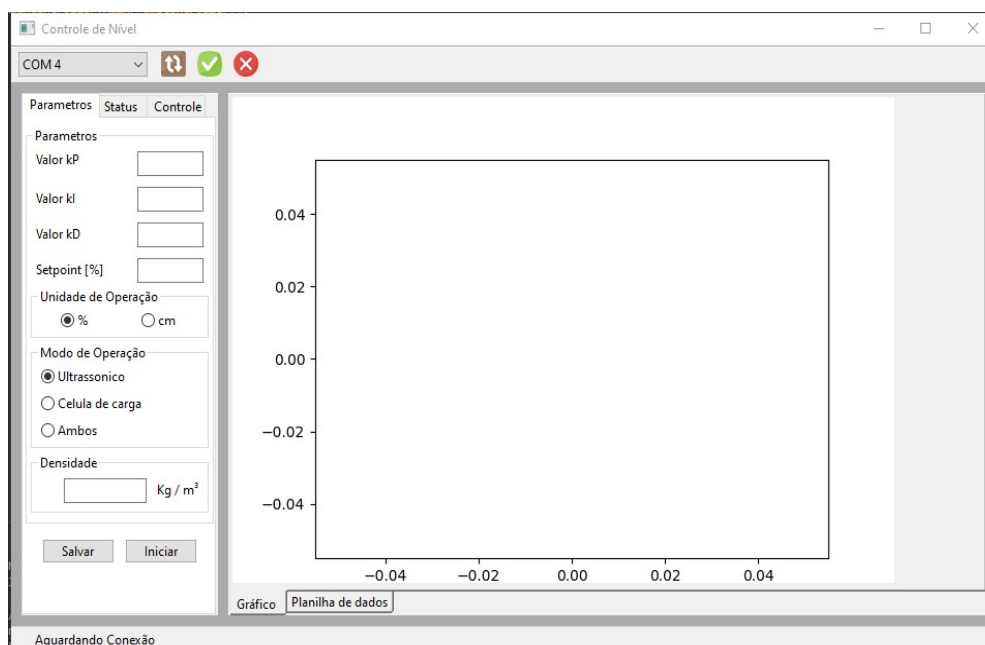 Controle de Nível
COM 4
Parametros Status Controle
Parametros
Valor kP
Valor kI
Valor kD
Setpoint [%]
Unidade de Operação
% cm
Modo de Operação
Ultrassonico
Celula de carga
Ambos
Densidade
Kg / m³
Salvar Iniciar
0.04
0.02
0.00
−0.02
−0.04
−0.04 −0.02 0.00 0.02 0.04
Gráfico Planilha de dados
Aguardando Conexão